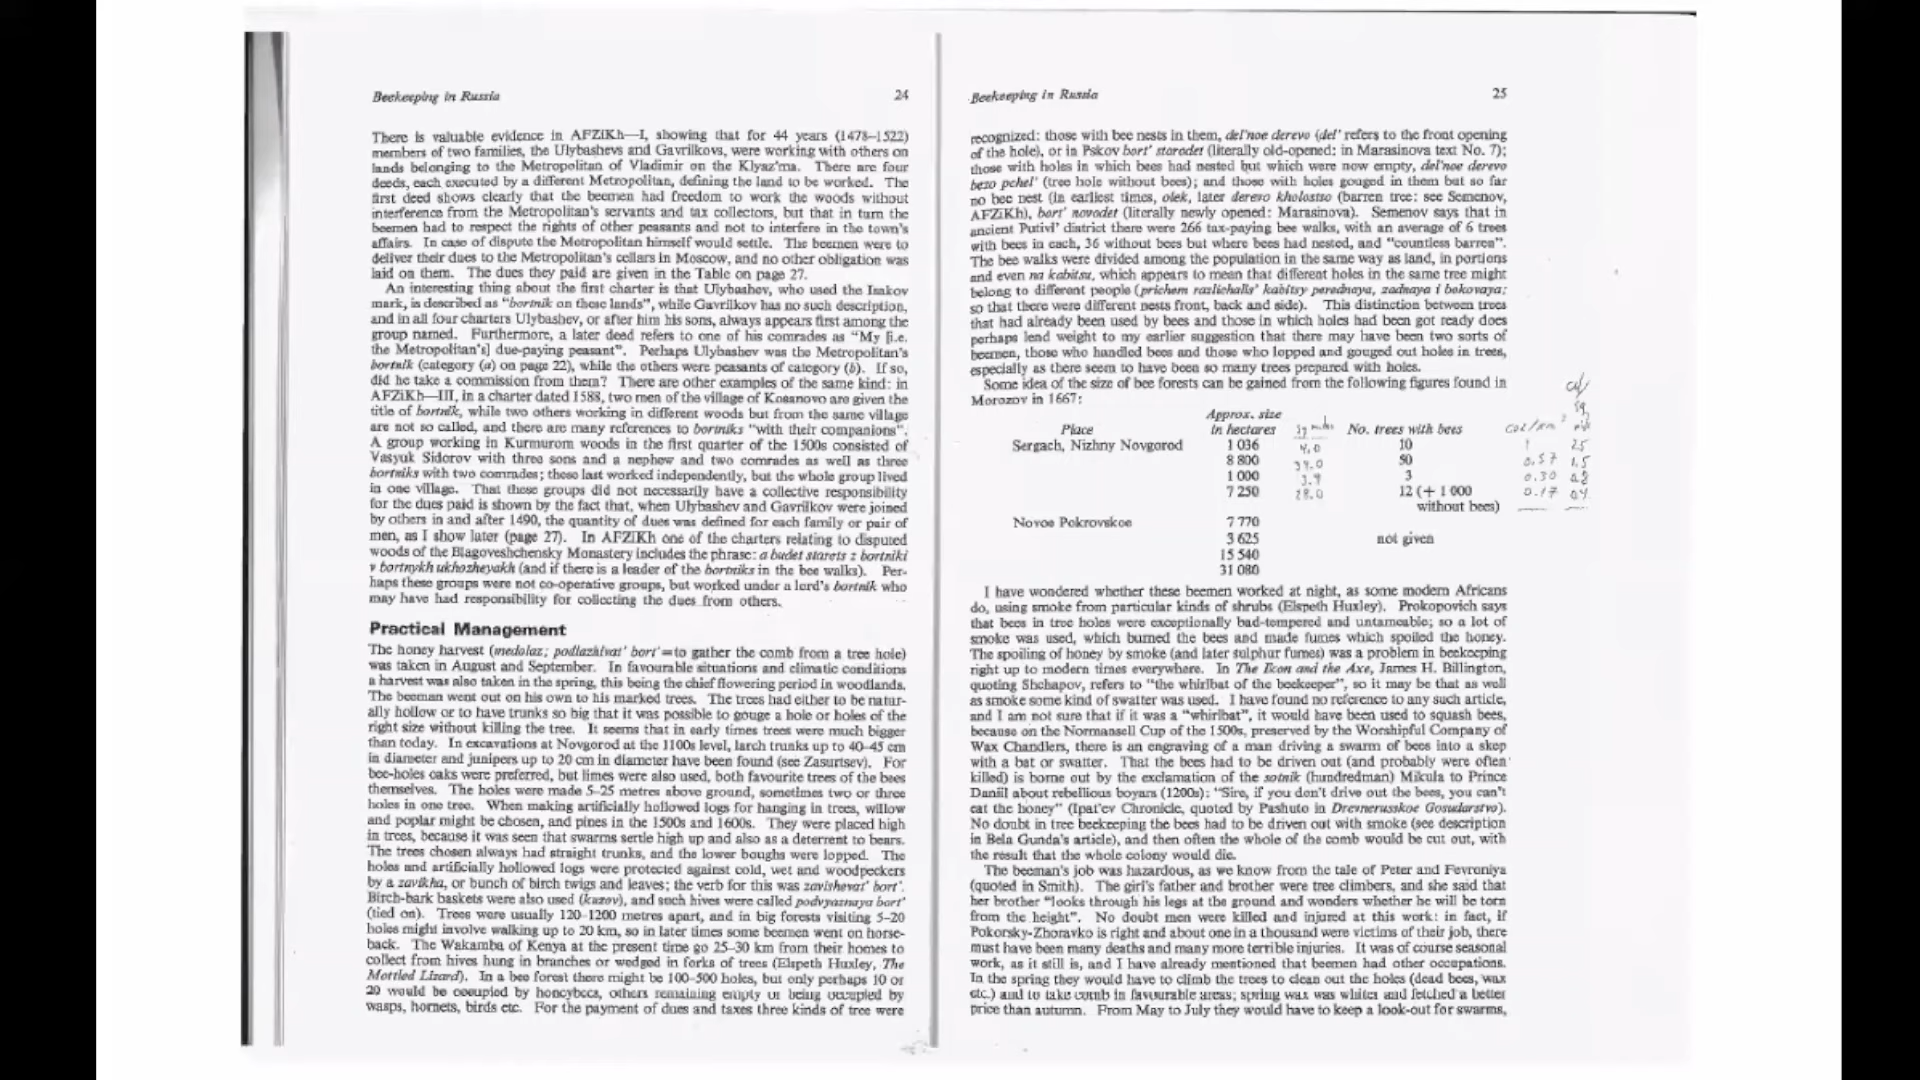 Beekeeping in Russia 24
There is valuable evidence in AFZiKh—I, showing that for 44 years (1478–1522)
members of two families, the Ulybashevs and Gavrilkovs, were working with others on
lands belonging to the Metropolitan of Vladimir on the Klyaz'ma. There are four
deeds, each executed by a different Metropolitan, defining the land to be worked. The
first deed shows clearly that the beemen had freedom to work the woods without
interference from the Metropolitan's servants and tax collectors, but that in turn the
beemen had to respect the rights of other peasants and not to interfere in the town's
affairs. In case of dispute the Metropolitan himself would settle. The beemen were to
deliver their dues to the Metropolitan's cellars in Moscow, and no other obligation was
laid on them. The dues they paid are given in the Table on page 27.
An interesting thing about the first charter is that Ulybashev, who used the Isakov
mark, is described as "bortnik on these lands", while Gavrilkov has no such description,
and in all four charters Ulybashev, or after him his sons, always appears first among the
group named. Furthermore, a later deed refers to one of his comrades as "My [i.e.
the Metropolitan's] due-paying peasant". Perhaps Ulybashev was the Metropolitan's
bortnik (category (a) on page 22), while the others were peasants of category (b). If so,
did he take a commission from them? There are other examples of the same kind: in
AFZiKh—III, in a charter dated 1588, two men of the village of Kosanovo are given the
title of bortnik, while two others working in different woods but from the same village
are not so called, and there are many references to bortniks "with their companions".
A group working in Kurmurom woods in the first quarter of the 1500s consisted of
Vasyuk Sidorov with three sons and a nephew and two comrades as well as three
bortniks with two comrades; these last worked independently, but the whole group lived
in one village. That these groups did not necessarily have a collective responsibility
for the dues paid is shown by the fact that, when Ulybashev and Gavrilkov were joined
by others in and after 1490, the quantity of dues was defined for each family or pair of
men, as I show later (page 27). In AFZiKh one of the charters relating to disputed
woods of the Blagoveshchensky Monastery includes the phrase: a budet starets z bortniki
v bortnykh ukhozheyakh (and if there is a leader of the bortniks in the bee walks). Per-
haps these groups were not co-operative groups, but worked under a lord's bortnik who
may have had responsibility for collecting the dues from others.
Practical Management
The honey harvest (medolaz; podlazhivat' bort'=to gather the comb from a tree hole)
was taken in August and September. In favourable situations and climatic conditions
a harvest was also taken in the spring, this being the chief flowering period in woodlands.
The beeman went out on his own to his marked trees. The trees had either to be natur-
ally hollow or to have trunks so big that it was possible to gouge a hole or holes of the
right size without killing the tree. It seems that in early times trees were much bigger
than today. In excavations at Novgorod at the 1100s level, larch trunks up to 40–45 cm
in diameter and junipers up to 20 cm in diameter have been found (see Zasurtsev). For
bee-holes oaks were preferred, but limes were also used, both favourite trees of the bees
themselves. The holes were made 5–25 metres above ground, sometimes two or three
holes in one tree. When making artificially hollowed logs for hanging in trees, willow
and poplar might be chosen, and pines in the 1500s and 1600s. They were placed high
in trees, because it was seen that swarms settle high up and also as a deterrent to bears.
The trees chosen always had straight trunks, and the lower boughs were lopped. The
holes and artificially hollowed logs were protected against cold, wet and woodpeckers
by a zavikha, or bunch of birch twigs and leaves; the verb for this was zavishevat' bort'.
Birch-bark baskets were also used (kuzov), and such hives were called podvyaznaya bort'
(tied on). Trees were usually 120–1200 metres apart, and in big forests visiting 5–20
holes might involve walking up to 20 km, so in later times some beemen went on horse-
back. The Wakamba of Kenya at the present time go 25–30 km from their homes to
collect from hives hung in branches or wedged in forks of trees (Elspeth Huxley, The
Mottled Lizard). In a bee forest there might be 100–500 holes, but only perhaps 10 or
20 would be occupied by honeybees, others remaining empty or being occupied by
wasps, hornets, birds etc. For the payment of dues and taxes three kinds of tree were
Beekeeping in Russia 25
recognized: those with bee nests in them, del'noe derevo (del' refers to the front opening
of the hole), or in Pskov bort' starodet (literally old-opened: in Marasinova text No. 7);
those with holes in which bees had nested but which were now empty, del'noe derevo
bezo pchel' (tree hole without bees); and those with holes gouged in them but so far
no bee nest (in earliest times, olek, later derevo kholostso (barren tree: see Semenov,
AFZiKh), bort' novodet (literally newly opened: Marasinova). Semenov says that in
ancient Putivl' district there were 266 tax-paying bee walks, with an average of 6 trees
with bees in each, 36 without bees but where bees had nested, and "countless barren".
The bee walks were divided among the population in the same way as land, in portions
and even na kabitsu, which appears to mean that different holes in the same tree might
belong to different people (prichem razlichalis' kabitsy perednaya, zadnaya i bokovaya;
so that there were different nests front, back and side). This distinction between trees
that had already been used by bees and those in which holes had been got ready does
perhaps lend weight to my earlier suggestion that there may have been two sorts of
beemen, those who handled bees and those who lopped and gouged out holes in trees,
especially as there seem to have been so many trees prepared with holes.
Some idea of the size of bee forests can be gained from the following figures found in
Morozov in 1667:
Approx. size
Place in hectares No. trees with bees
Sergach, Nizhny Novgorod 1 036 4.0 10 1 2.5
8 800 34.0 50 0.57 1.5
1 000 3.9 3 0.30
7 250 28.0 12 (+ 1 000 0.17
without bees)
Novoe Pokrovskoe 7 770
3 625 not given
15 540
31 080
I have wondered whether these beemen worked at night, as some modern Africans
do, using smoke from particular kinds of shrubs (Elspeth Huxley). Prokopovich says
that bees in tree holes were exceptionally bad-tempered and untameable; so a lot of
smoke was used, which burned the bees and made fumes which spoiled the honey.
The spoiling of honey by smoke (and later sulphur fumes) was a problem in beekeeping
right up to modern times everywhere. In The Icon and the Axe, James H. Billington,
quoting Shchapov, refers to "the whirlbat of the beekeeper", so it may be that as well
as smoke some kind of swatter was used. I have found no reference to any such article,
and I am not sure that if it was a "whirlbat", it would have been used to squash bees,
because on the Normansell Cup of the 1500s, preserved by the Worshipful Company of
Wax Chandlers, there is an engraving of a man driving a swarm of bees into a skep
with a bat or swatter. That the bees had to be driven out (and probably were often
killed) is borne out by the exclamation of the sotnik (hundredman) Mikula to Prince
Daniil about rebellious boyars (1200s): "Sire, if you don't drive out the bees, you can't
eat the honey" (Ipat'ev Chronicle, quoted by Pashuto in Drevnerusskoe Gosudarstvo).
No doubt in tree beekeeping the bees had to be driven out with smoke (see description
in Bela Gunda's article), and then often the whole of the comb would be cut out, with
the result that the whole colony would die.
The beeman's job was hazardous, as we know from the tale of Peter and Fevroniya
(quoted in Smith). The girl's father and brother were tree climbers, and she said that
her brother "looks through his legs at the ground and wonders whether he will be torn
from the height". No doubt men were killed and injured at this work: in fact, if
Pokorsky-Zhoravko is right and about one in a thousand were victims of their job, there
must have been many deaths and many more terrible injuries. It was of course seasonal
work, as it still is, and I have already mentioned that beemen had other occupations.
In the spring they would have to climb the trees to clean out the holes (dead bees, wax
etc.) and to take comb in favourable areas; spring wax was whiter and fetched a better
price than autumn. From May to July they would have to keep a look-out for swarms,